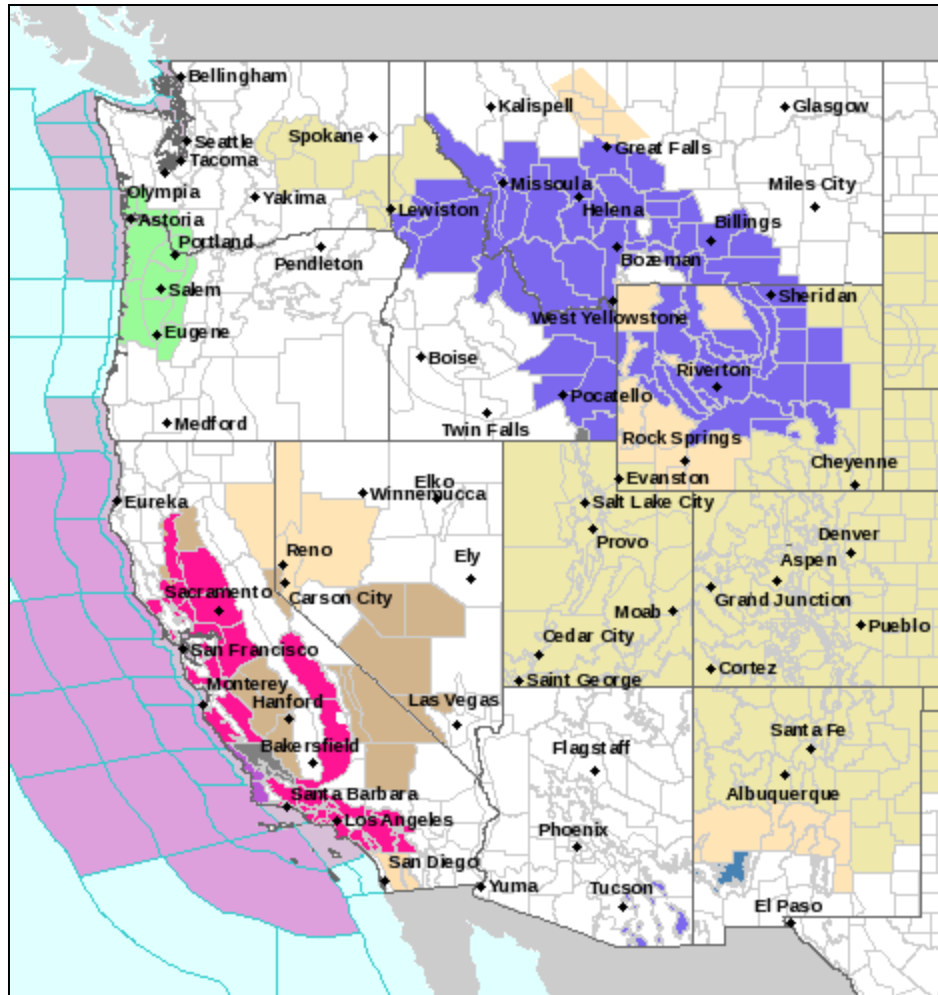 Bellingham
Kalispell
Glasgow
Spokane
Seattle
Great Falls
Tacoma
Missoula
Miles City
Olympia
Yakima
Helena
Lewiston
Astoria
Billings
Portland
Bozeman
Pendleton
Salem
Sheridan
West Yellowstone
Eugene
Boise
Riverton
Pocatello
Medford
Twin Falls
Rock Springs
Cheyenne
Evanston
Elko
Winnemucca
Eureka
Salt Lake City
Denver
Provo
Reno
Ely
Aspen
Sacramento
Carson City
Grand Junction
Moab
Pueblo
Cedar City
San Francisco
Cortez
Monterey
Saint George
Hanford
Las Vegas
Santa Fe
Bakersfield
Flagstaff
Santa Barbara
Albuquerque
Los Angeles
Phoenix
San Diego
Yuma
Tucson
El Paso